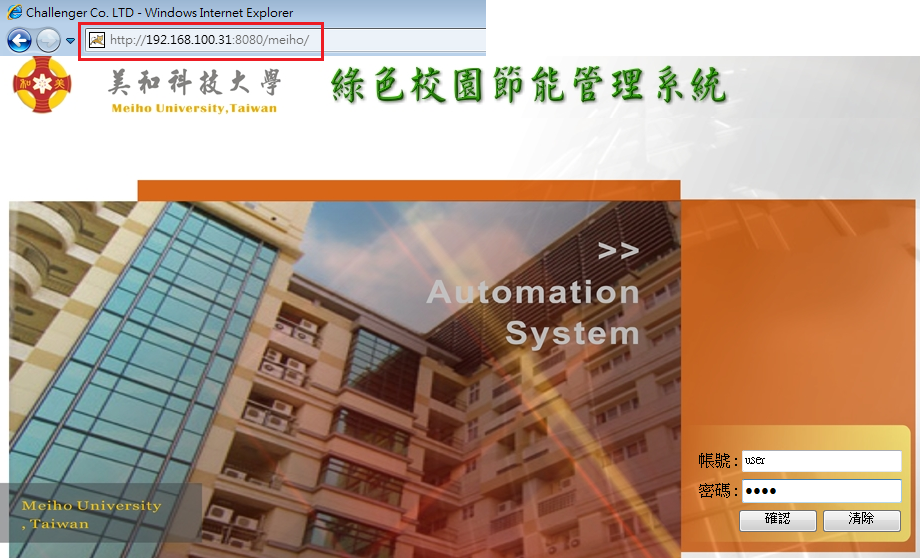 Challenger Co. LTD - Windows Internet Explorer
http://192.168.100.31:8080/meiho/
和 美
美和科技大學
Meiho University,Taiwan
綠色校園節能管理系統
>>
Automation
System
帳號 : user
密碼 : ●●●●
確認 清除
Meiho University
, Taiwan